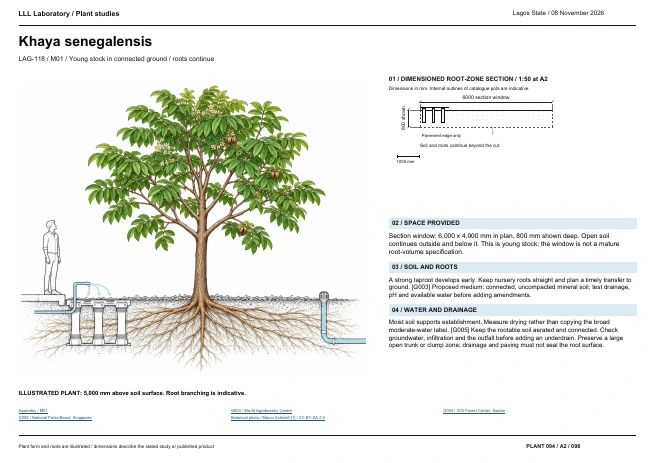 LLL Laboratory / Plant studies
Lagos State / 08 November 2026
Khaya senegalensis
LAG-118 / M01 / Young stock in connected ground / roots continue
01 / DIMENSIONED ROOT-ZONE SECTION / 1:50 at A2
Dimensions in mm. Internal outlines of catalogue pots are indicative.
6000 section window
800 shown
Pavement edge only
Soil and roots continue beyond the cut.
1000 mm
02 / SPACE PROVIDED
Section window: 6,000 x 4,000 mm in plan, 800 mm shown deep. Open soil
continues outside and below it. This is young stock; the window is not a mature
root-volume specification.
03 / SOIL AND ROOTS
A strong taproot develops early. Keep nursery roots straight and plan a timely transfer to
ground. [G003] Proposed medium: connected, uncompacted mineral soil; test drainage,
pH and available water before adding amendments.
04 / WATER AND DRAINAGE
Moist soil supports establishment. Measure drying rather than copying the broad
moderate-water label. [G005] Keep the rootable soil aerated and connected. Check
groundwater, infiltration and the outfall before adding an underdrain. Preserve a large
open trunk or clump zone; drainage and paving must not seal the root surface.
ILLUSTRATED PLANT: 5,000 mm above soil surface. Root branching is indicative.
Assembly / M01
G003 / World Agroforestry Centre
G004 / IITA Forest Center, Ibadan
G005 / National Parks Board, Singapore
Botanical photo / Marco Schmidt [1] / CC BY-SA 2.5
Plant form and roots are illustrated / dimensions describe the stated study or published product
PLANT 094 / A2 / 098